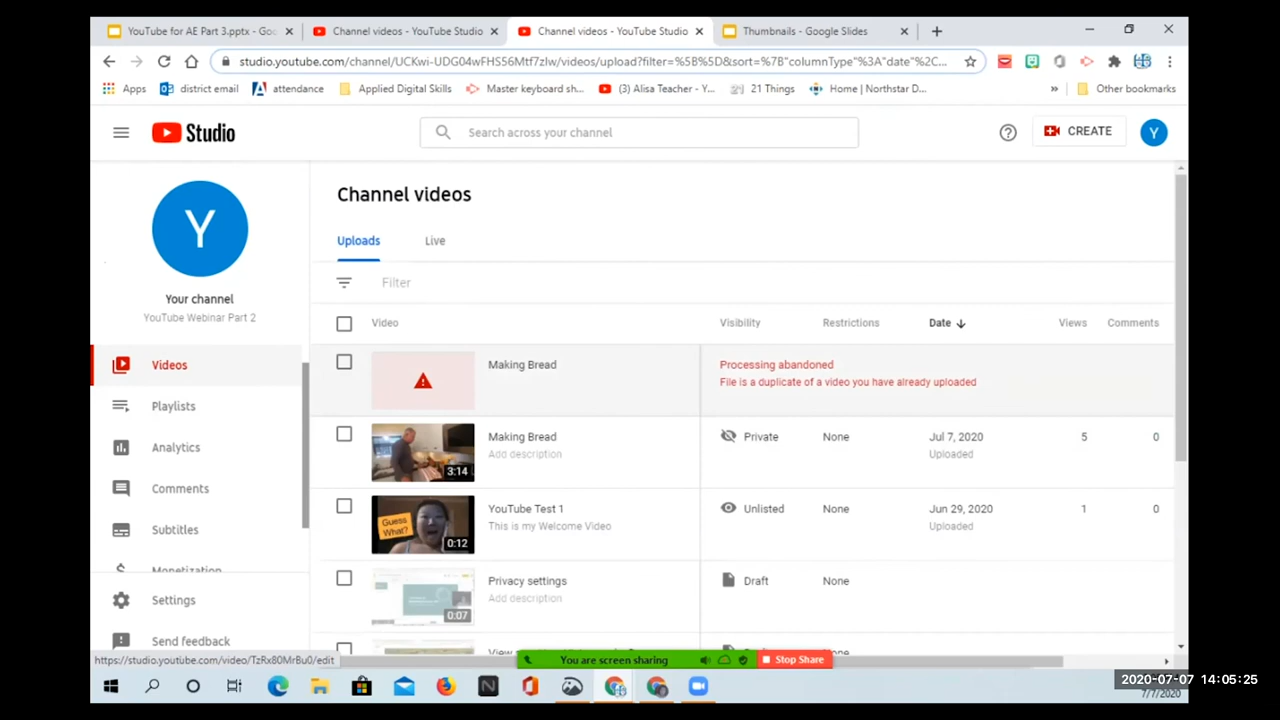 YouTube for AE Part 3.pptx - Goo
Channel videos - YouTube Studio
Channel videos - YouTube Studio
Thumbnails - Google Slides
studio.youtube.com/channel/UCKwi-UDG04wFHS56Mtf7zIw/videos/upload?filter=%5B%5D&sort=%7B"columnType"%3A"date"%2C...
Apps
district email
attendance
Applied Digital Skills
Master keyboard sh...
(3) Alisa Teacher - Y...
21 Things
Home | Northstar D...
»
Other bookmarks
Studio
Search across your channel
CREATE
Y
Y
Your channel
YouTube Webinar Part 2
Videos
Playlists
Analytics
Comments
Subtitles
Monetization
Settings
Send feedback
Channel videos
Uploads
Live
Filter
Video
Visibility
Restrictions
Date
Views
Comments
Making Bread
Processing abandoned
File is a duplicate of a video you have already uploaded
Making Bread
Add description
3:14
Private
None
Jul 7, 2020
Uploaded
5
0
Guess
What?
0:12
YouTube Test 1
This is my Welcome Video
Unlisted
None
Jun 29, 2020
Uploaded
1
0
0:07
Privacy settings
Add description
Draft
None
https://studio.youtube.com/video/TzRx80MrBu0/edit
You are screen sharing
Stop Share
2020-07-07 14:05:25
7/7/2020